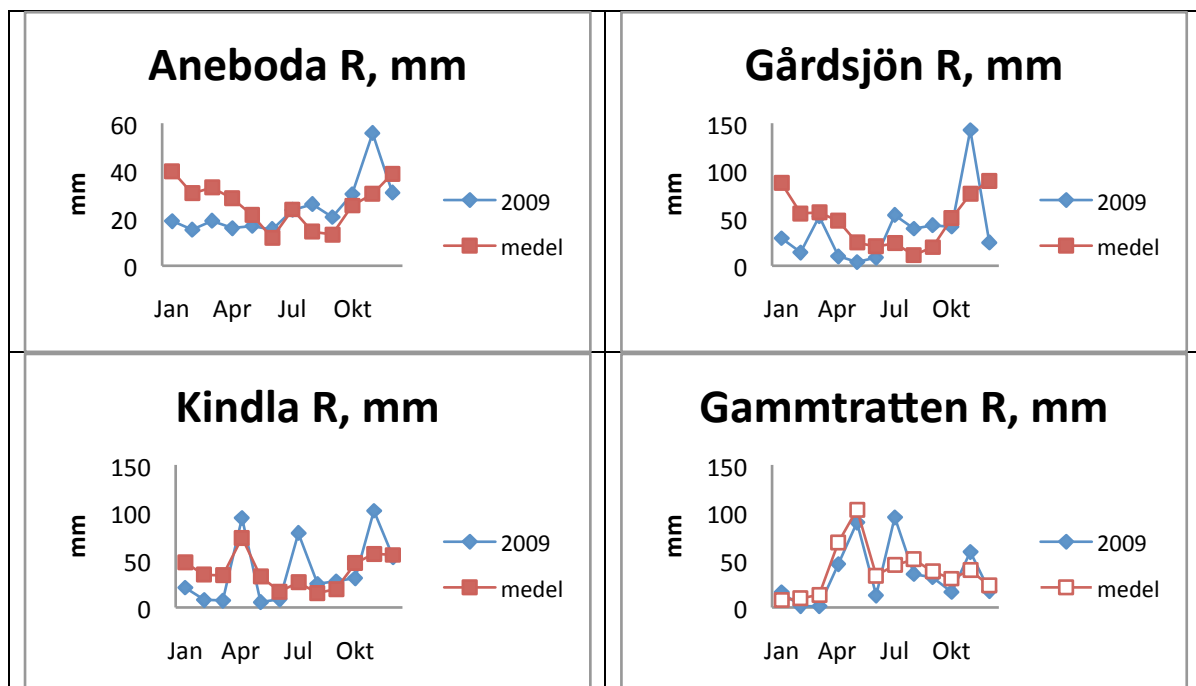 Aneboda R, mm
60
40
20
0
mm
Jan Apr Jul Okt
2009
medel
Gårdsjön R, mm
150
100
50
0
mm
Jan Apr Jul Okt
2009
medel
Kindla R, mm
150
100
50
0
mm
Jan Apr Jul Okt
2009
medel
Gammtratten R, mm
150
100
50
0
mm
Jan Apr Jul Okt
2009
medel